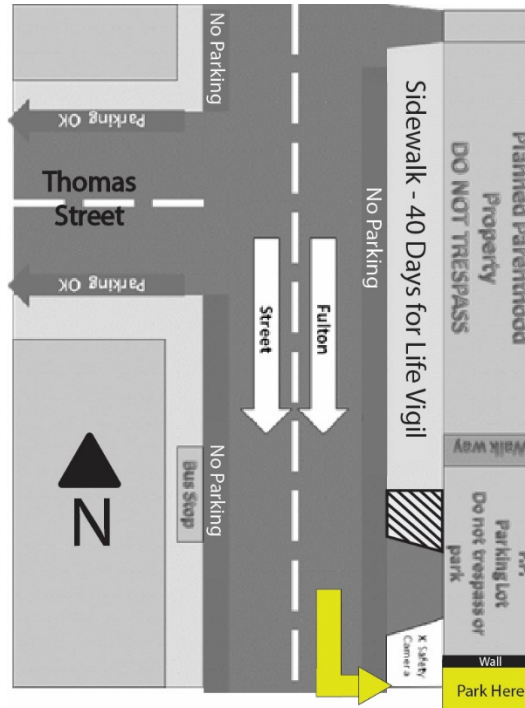 No Parking
Parking OK
Thomas
Street
Parking OK
No Parking
Bus Stop
N
Street
Fulton
No Parking
Sidewalk - 40 Days for Life Vigil
Planned Parenthood
Property
DO NOT TRESPASS
Walk way
Parking Lot
Do not trespass or
park
X Safety
Camera
Wall
Park Here